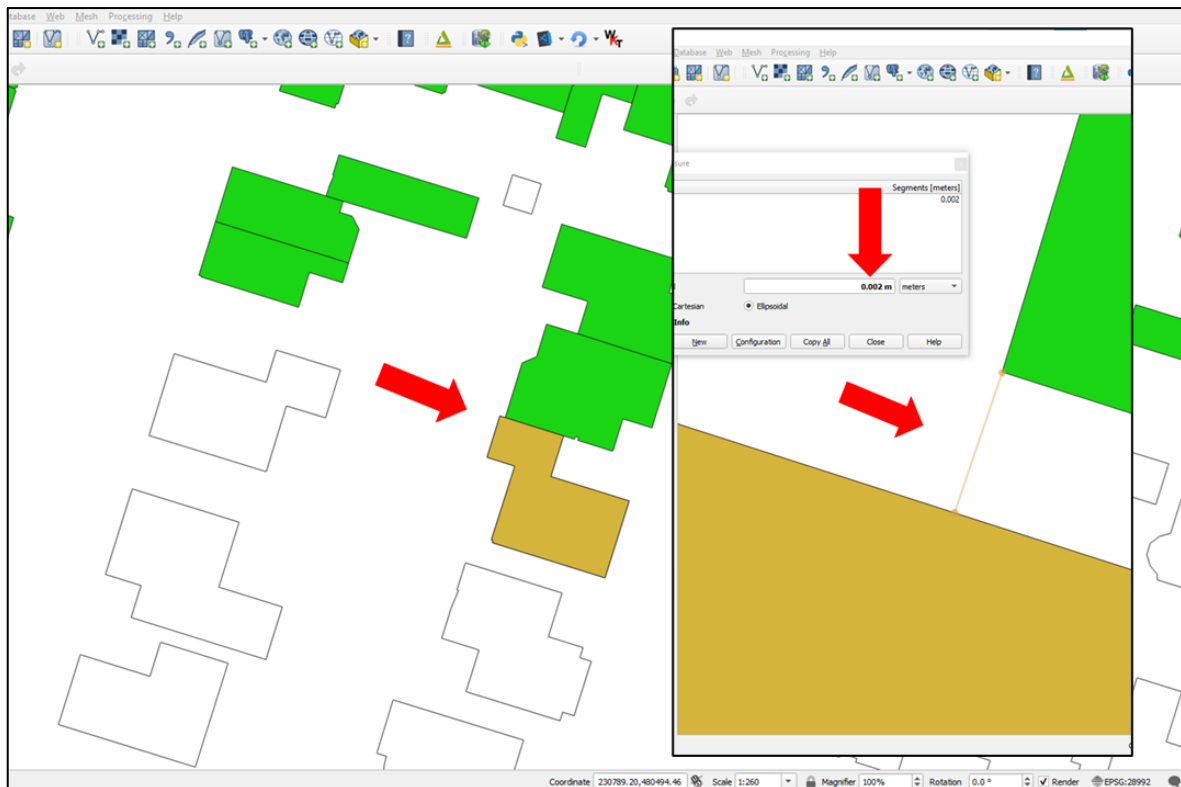 tabase Web Mesh Processing Help
WKT
Database Web Mesh Processing Help
sure
Segments [meters]
0.002
0.002 m meters
Cartesian Ellipsoidal
Info
New Configuration Copy All Close Help
Coordinate 230789.20,480494.46 Scale 1:260 Magnifier 100% Rotation 0.0 ° Render EPSG:28992